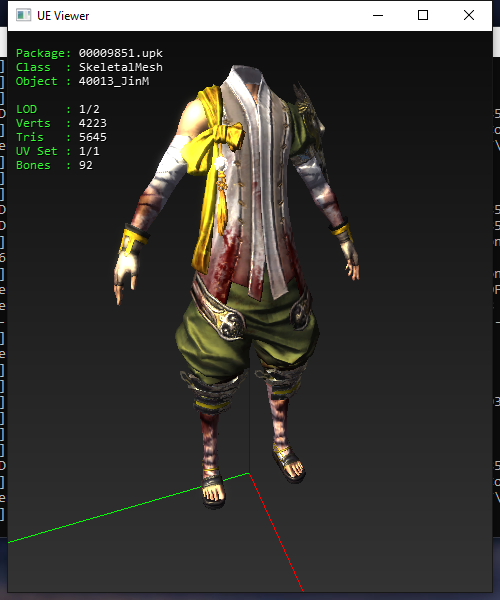 UE Viewer
Package: 00009851.upk
Class : SkeletalMesh
Object : 40013_JinM
LOD : 1/2
Verts : 4223
Tris : 5645
UV Set : 1/1
Bones : 92